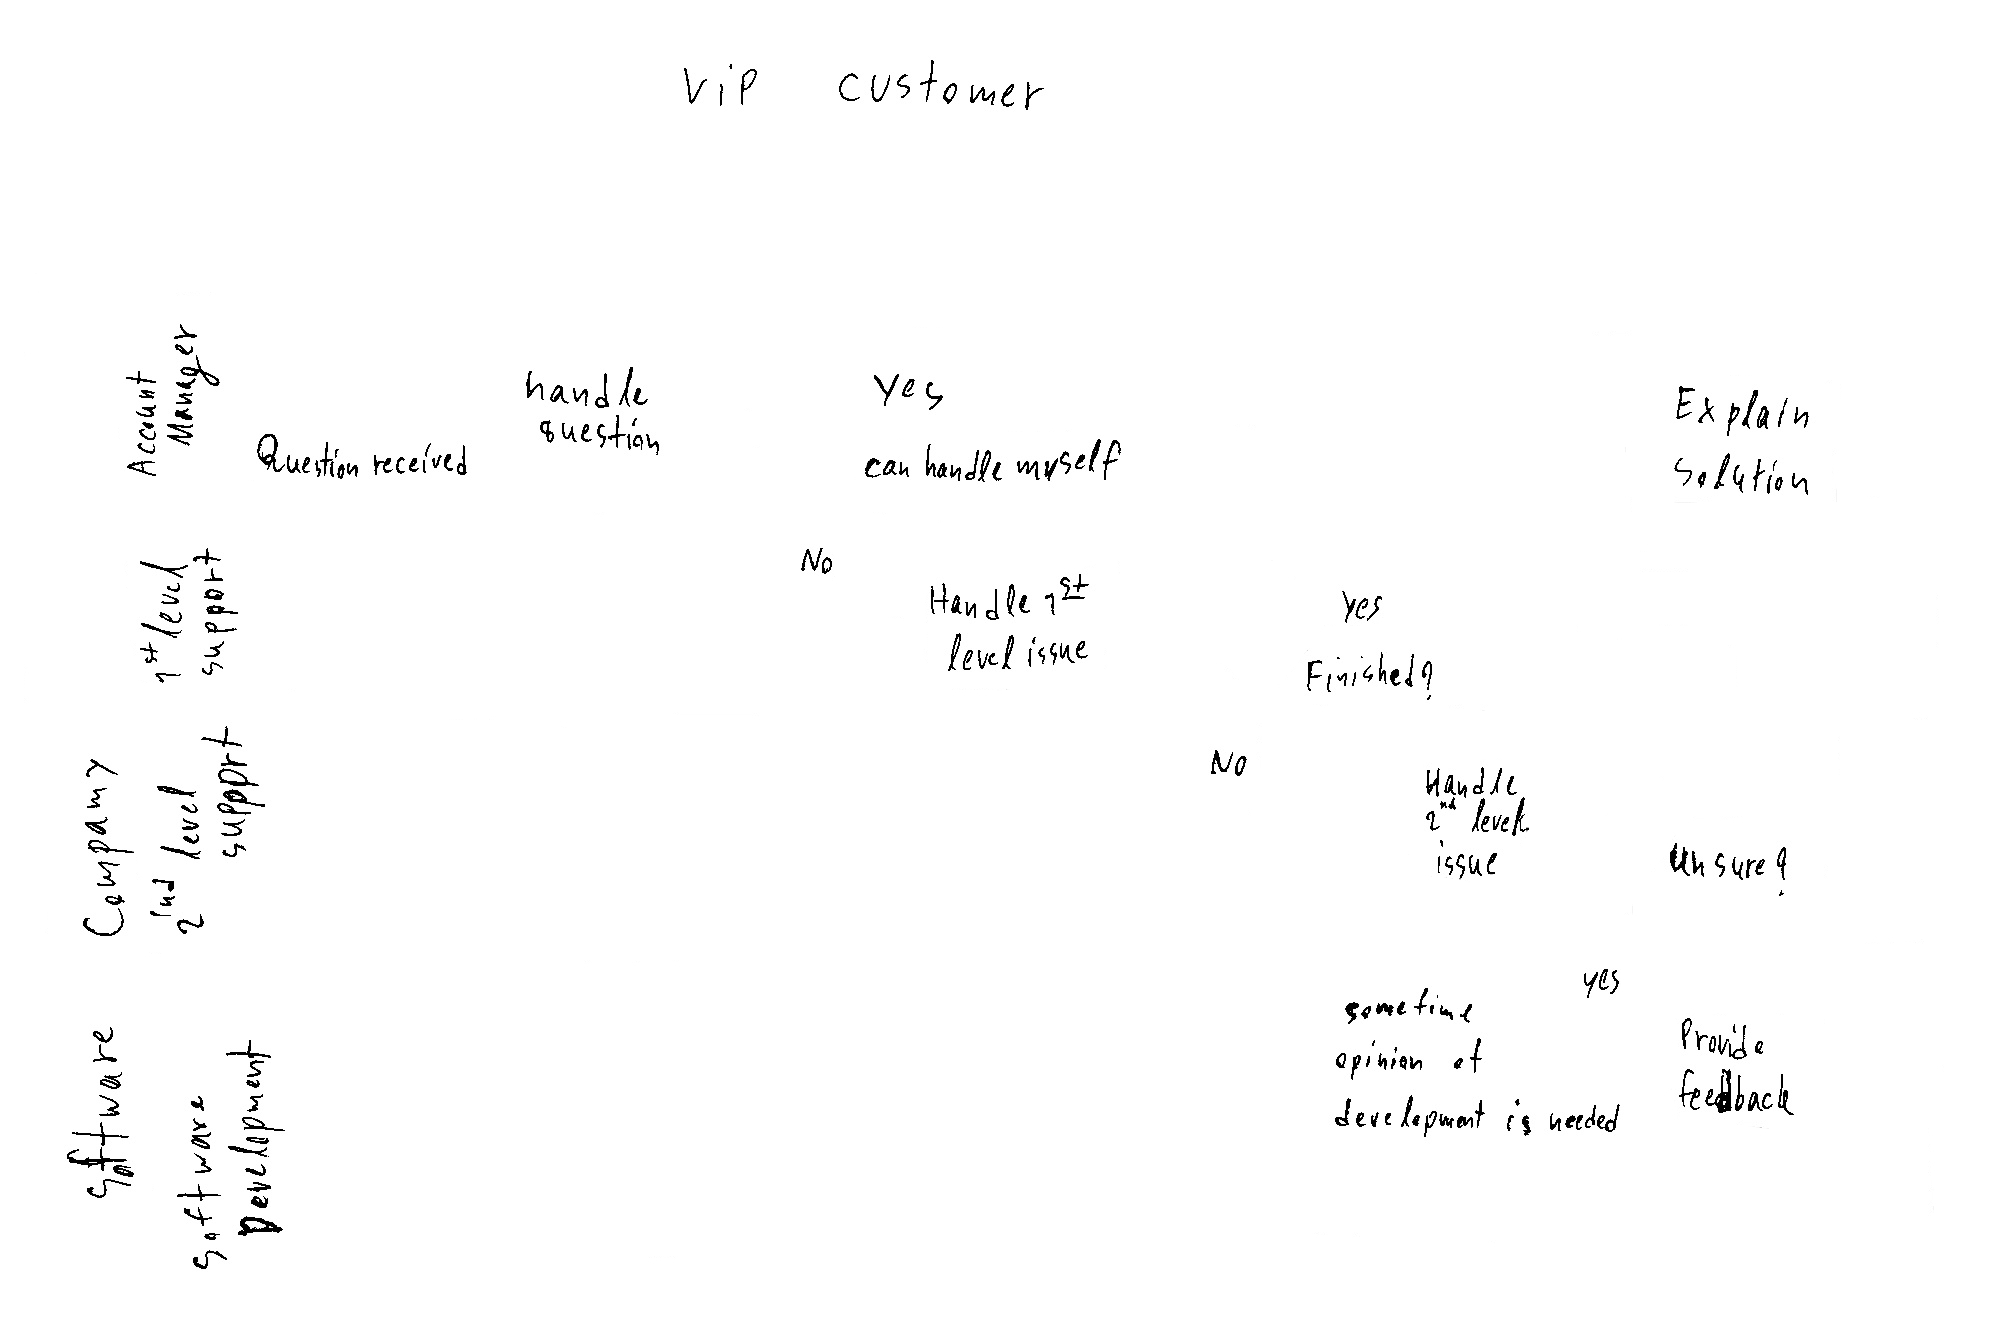 VIP customer
Account
Manager
Question received
handle
question
yes
can handle myself
Explain
solution
1st level
support
No
Handle 1st
level issue
yes
Finished?
Company
2ind level
support
No
Handle
2nd level
issue
unsure?
Software
Software
Development
sometime
opinion of
development is needed
yes
Provide
feedback